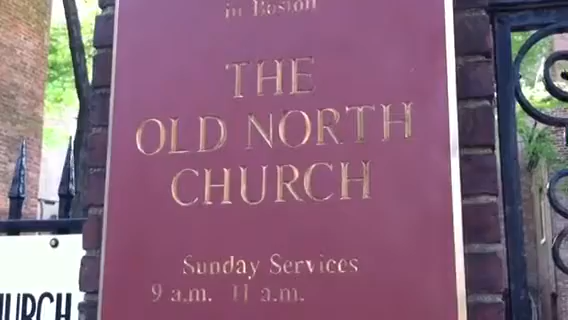 in Boston
THE
OLD NORTH
CHURCH
Sunday Services
9 a.m. 11 a.m.